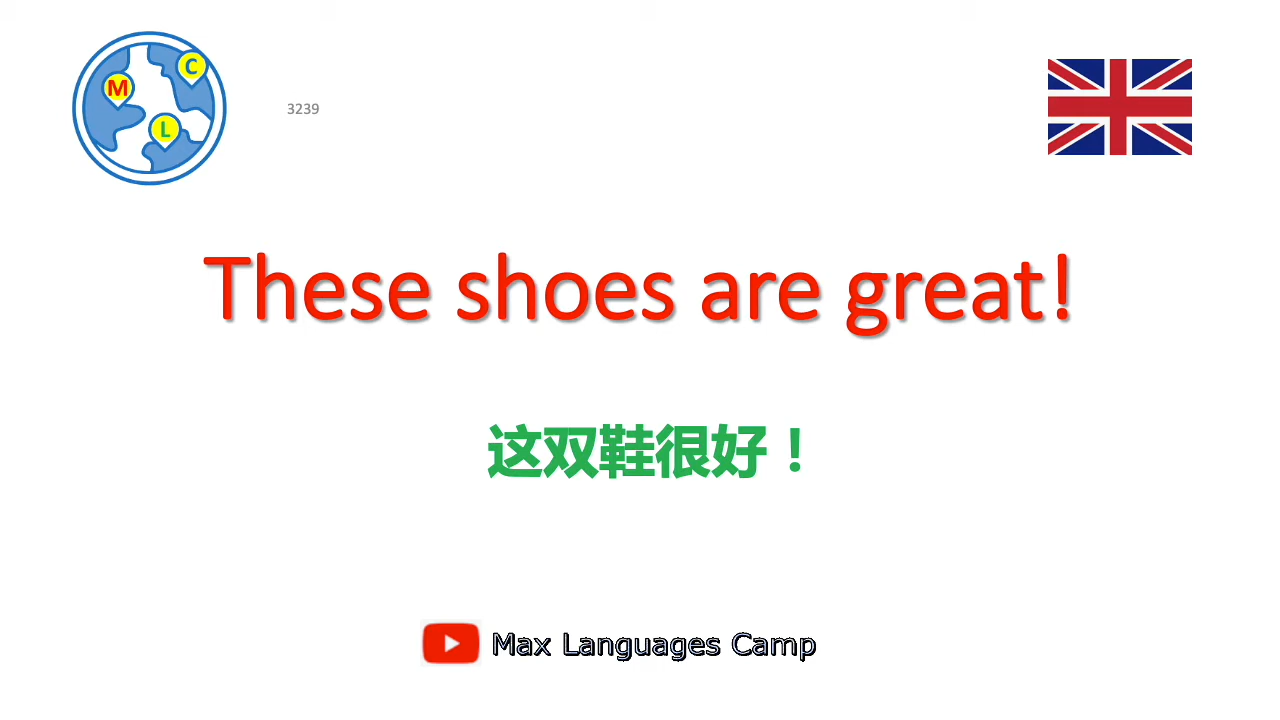 M
C
L
3239
These shoes are great!
这双鞋很好！
Max Languages Camp